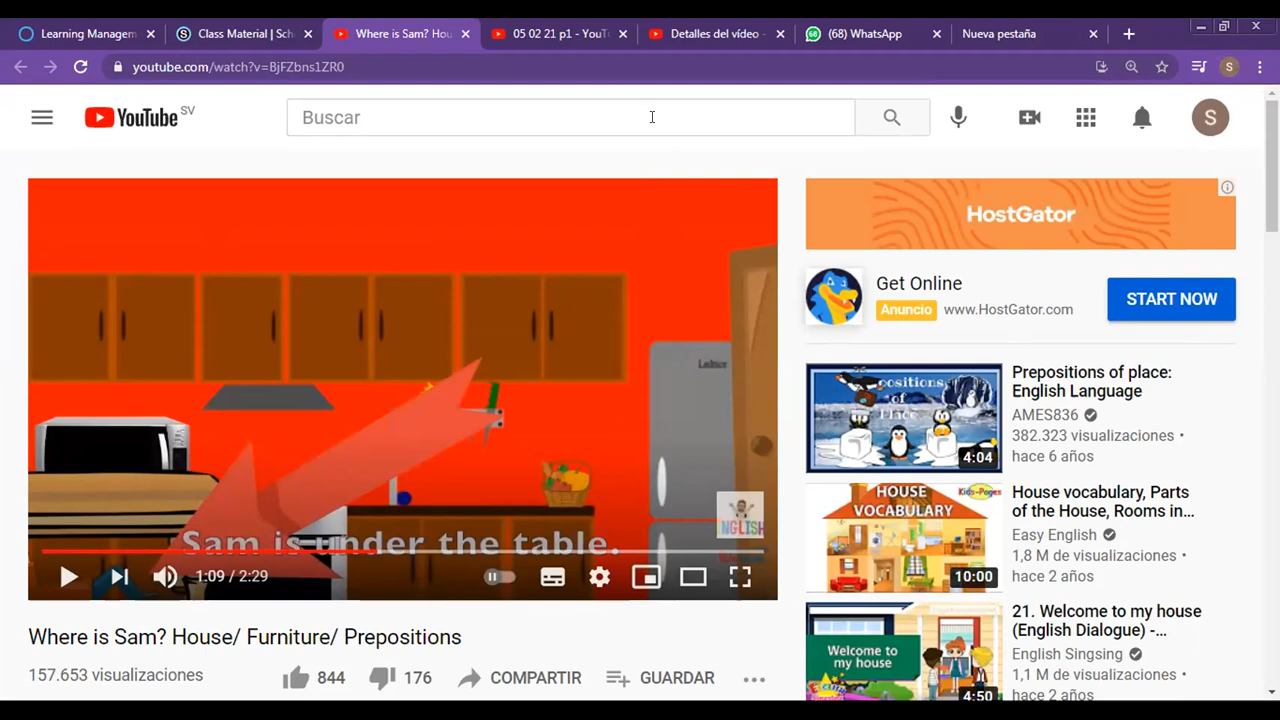 Learning Managem
Class Material | Sch
Where is Sam? Hou
05 02 21 p1 - YouTu
Detalles del vídeo -
(68) WhatsApp
Nueva pestaña
youtube.com/watch?v=BjFZbns1ZR0
S
YouTube SV
Buscar
S
Sam is under the table.
NGLISH
1:09 / 2:29
Where is Sam? House/ Furniture/ Prepositions
157.653 visualizaciones
844
176
COMPARTIR
GUARDAR
HostGator
Get Online
Anuncio www.HostGator.com
START NOW
Prepositions of place:
English Language
AMES836
382.323 visualizaciones •
hace 6 años
4:04
HOUSE
VOCABULARY
Kids-Pages
10:00
House vocabulary, Parts
of the House, Rooms in...
Easy English
1,8 M de visualizaciones •
hace 2 años
Welcome to
my house
4:50
21. Welcome to my house
(English Dialogue) -...
English Singsing
1,1 M de visualizaciones •
hace 2 años